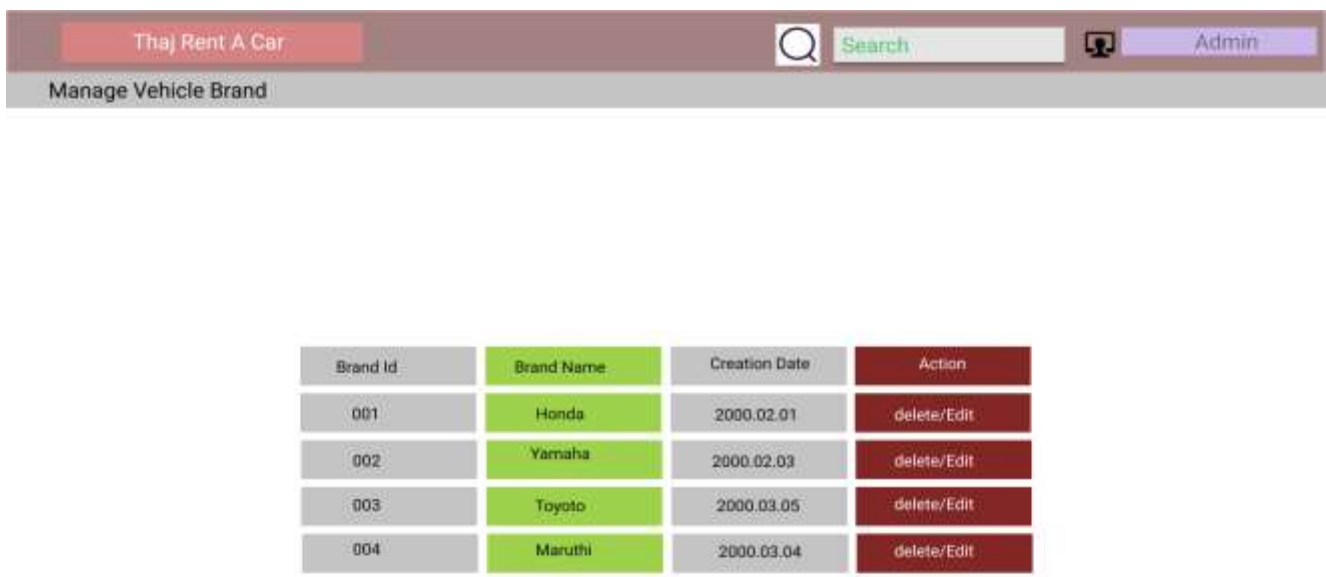 Thaj Rent A Car Search Admin
Manage Vehicle Brand
Brand Id Brand Name Creation Date Action
001 Honda 2000.02.01 delete/Edit
002 Yamaha 2000.02.03 delete/Edit
003 Toyoto 2000.03.05 delete/Edit
004 Maruthi 2000.03.04 delete/Edit